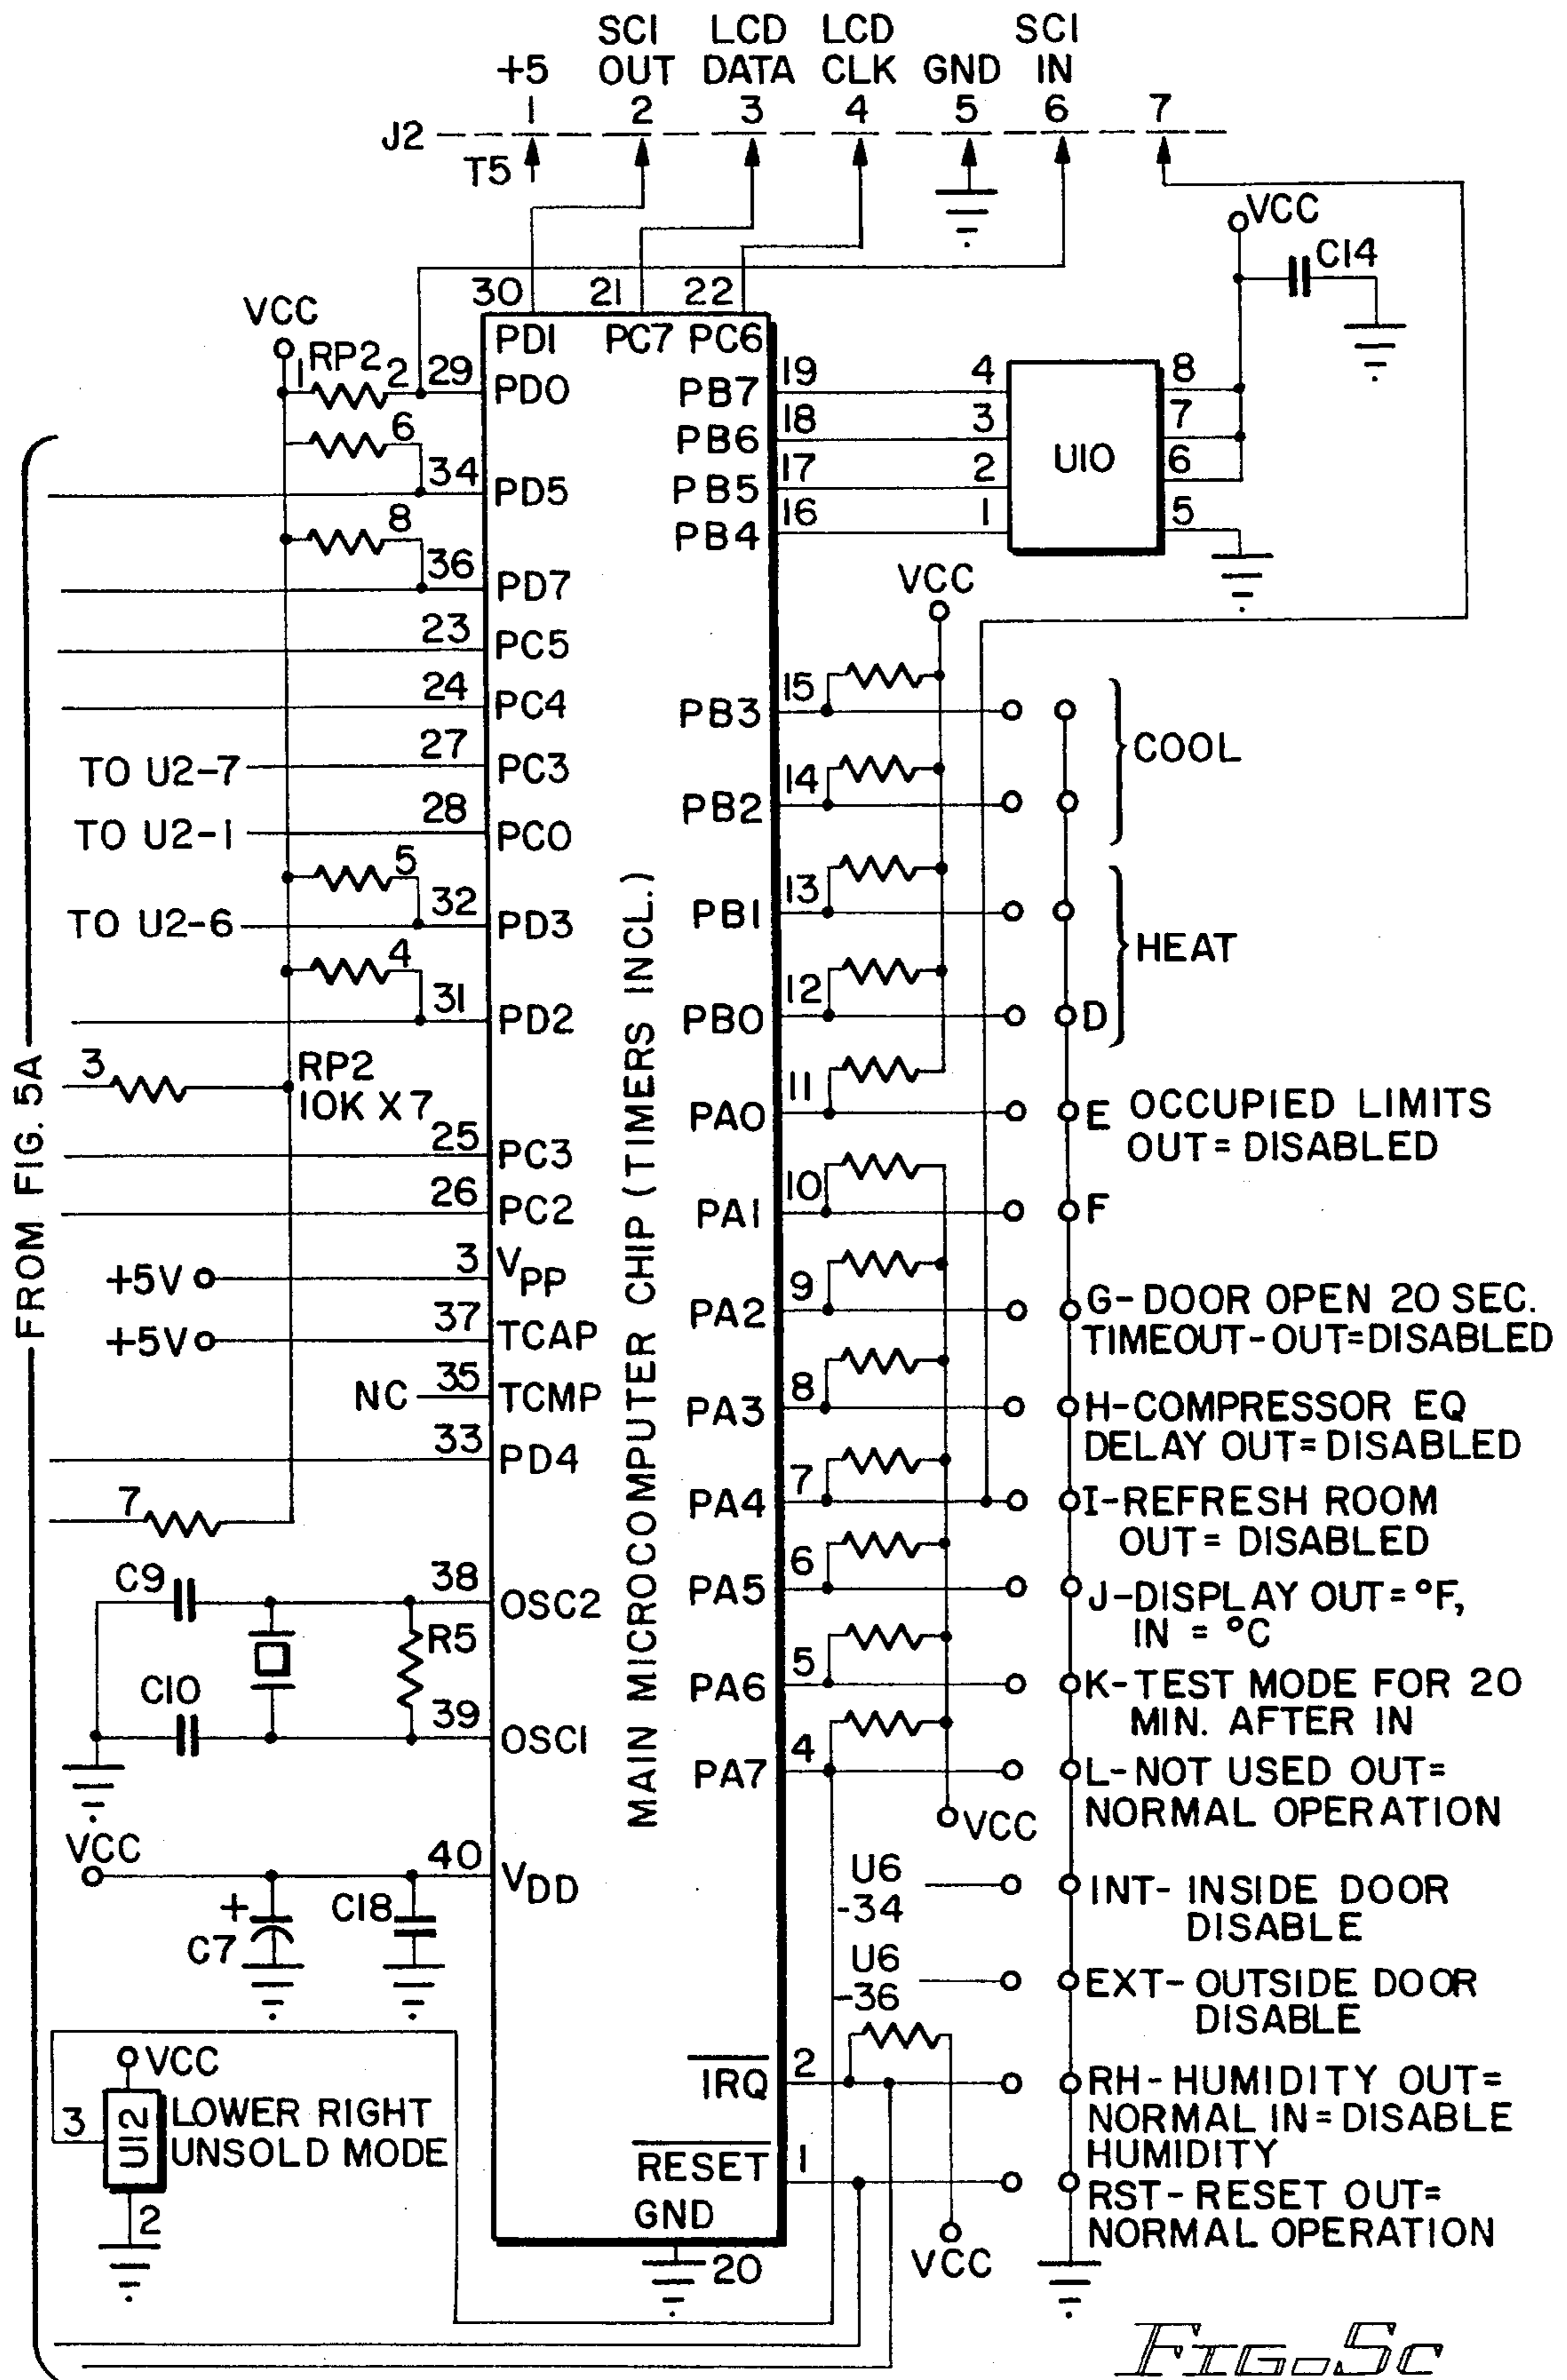 SCI LCD LCD SCI
+5 OUT DATA CLK GND IN
J2 1 2 3 4 5 6 7
T5
VCC
C14
30 21 22
VCC
PD1 PC7 PC6
1 RP2 2 29 PD0
PB7 19 4 8
6
PB6 18 3 7
34 PD5
U10
PB5 17 2 6
8
PB4 16 1 5
36 PD7
VCC
23 PC5
24 PC4
PB3 15
COOL
TO U2-7 27 PC3
PB2 14
TO U2-1 28 PC0
5
PB1 13
TO U2-6 32 PD3
HEAT
4
31 PD2
PB0 12 D
3 RP2
10K X 7
PA0 11 E OCCUPIED LIMITS
OUT= DISABLED
25 PC3
26 PC2
PA1 10 F
+5V 3 VPP
PA2 9 G-DOOR OPEN 20 SEC.
TIMEOUT-OUT=DISABLED
+5V 37 TCAP
NC 35 TCMP
PA3 8 H-COMPRESSOR EQ
DELAY OUT=DISABLED
33 PD4
PA4 7 I-REFRESH ROOM
OUT= DISABLED
7
C9 38 OSC2
PA5 6 J-DISPLAY OUT=°F,
IN = °C
R5
C10 39 OSC1
PA6 5 K-TEST MODE FOR 20
MIN. AFTER IN
PA7 4 L-NOT USED OUT=
NORMAL OPERATION
VCC
MAIN MICROCOMPUTER CHIP (TIMERS INCL.)
FROM FIG. 5A
VCC 40 VDD
+
C7 C18
U6
-34
INT- INSIDE DOOR
DISABLE
U6
-36
EXT- OUTSIDE DOOR
DISABLE
VCC
3 U12 LOWER RIGHT
UNSOLD MODE
2
IRQ 2 RH-HUMIDITY OUT=
NORMAL IN=DISABLE
HUMIDITY
RESET 1 RST-RESET OUT=
NORMAL OPERATION
GND
20
VCC
FIG. 5C